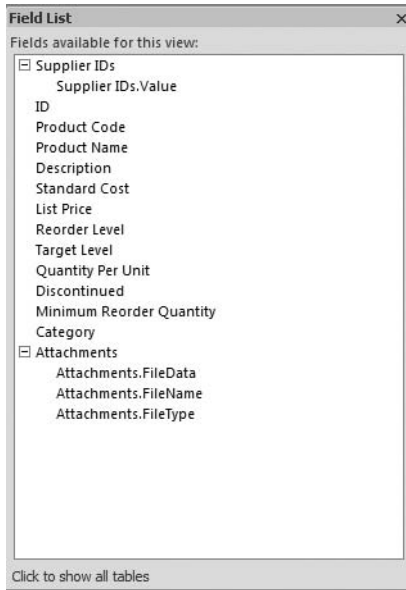 Field List
Fields available for this view:
Supplier IDs
Supplier IDs.Value
ID
Product Code
Product Name
Description
Standard Cost
List Price
Reorder Level
Target Level
Quantity Per Unit
Discontinued
Minimum Reorder Quantity
Category
Attachments
Attachments.FileData
Attachments.FileName
Attachments.FileType
Click to show all tables